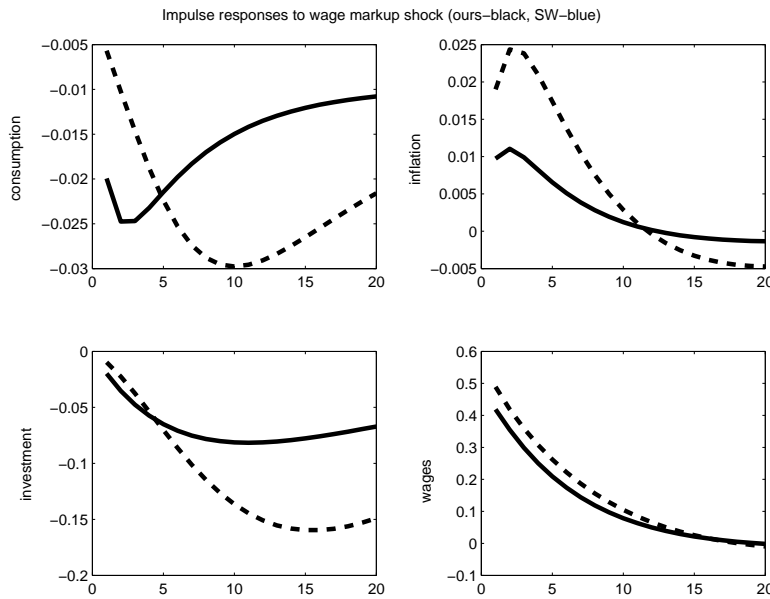 Impulse responses to wage markup shock (ours−black, SW−blue)
−0.005
−0.01
−0.015
−0.02
−0.025
−0.03
consumption
0 5 10 15 20
0.025
0.02
0.015
0.01
0.005
0
−0.005
inflation
0 5 10 15 20
0
−0.05
−0.1
−0.15
−0.2
investment
0 5 10 15 20
0.6
0.5
0.4
0.3
0.2
0.1
0
−0.1
wages
0 5 10 15 20